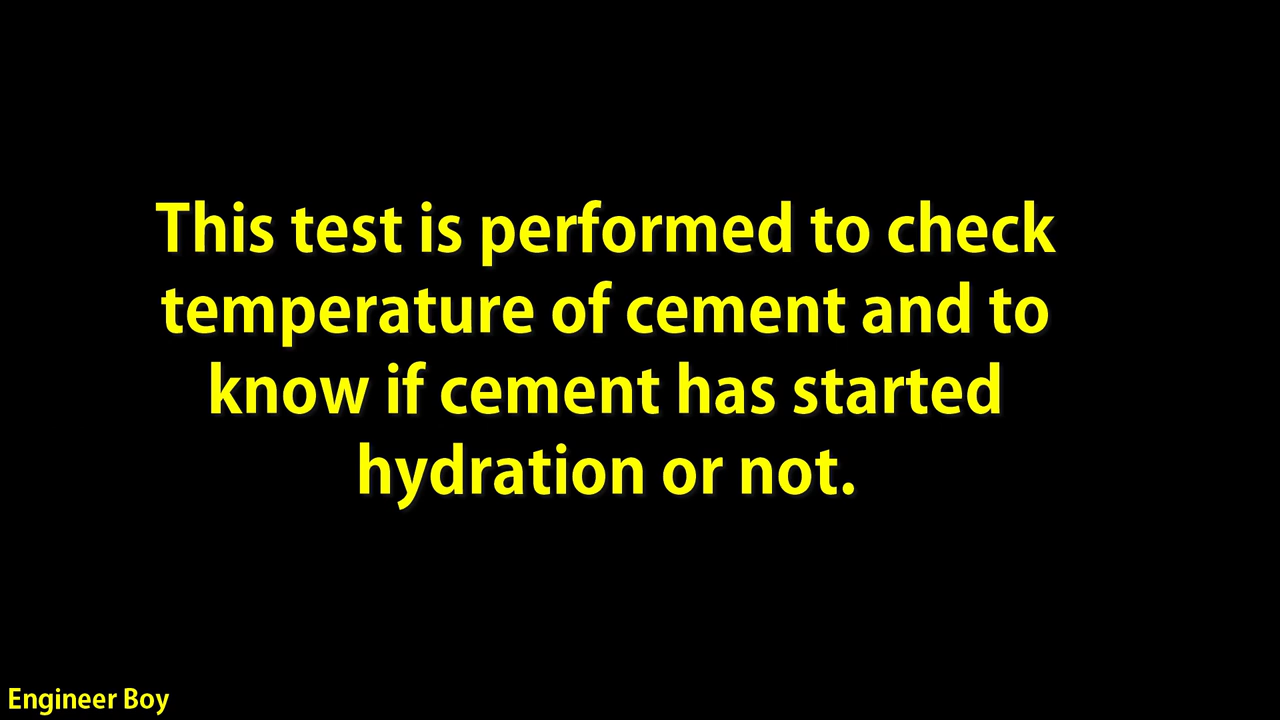 This test is performed to check
temperature of cement and to
know if cement has started
hydration or not.
Engineer Boy